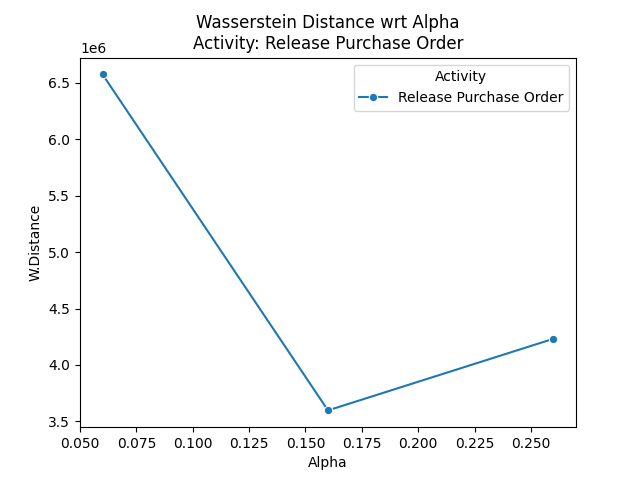 Wasserstein Distance wrt Alpha
Activity: Release Purchase Order
1e6
Activity
Release Purchase Order
6.5
6.0
5.5
5.0
4.5
4.0
3.5
W.Distance
0.050 0.075 0.100 0.125 0.150 0.175 0.200 0.225 0.250
Alpha